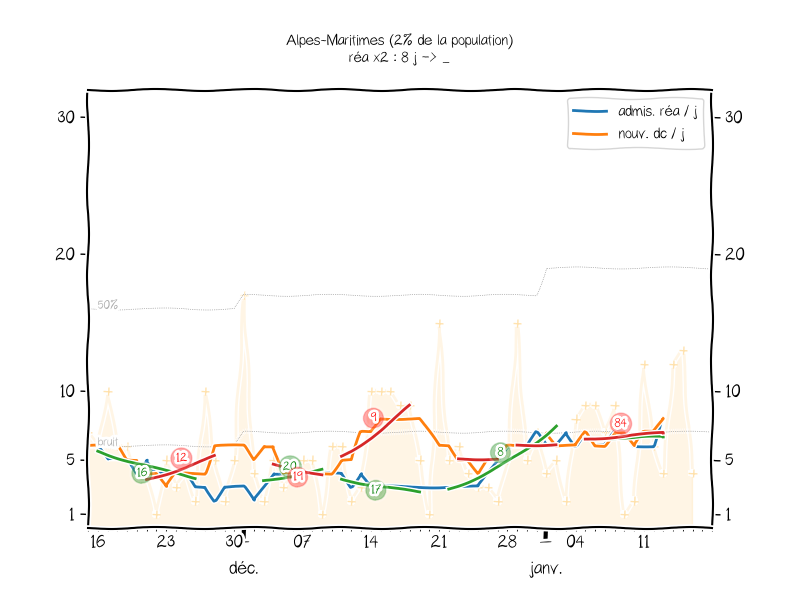 Alpes-Maritimes (2% de la population)
réa x2 : 8 j -> _
admis. réa / j
nouv. dc / j
30 30
20 20
50%
10 10
9
84
bruit
12
8
5 5
16
20
19
17
1 1
16 23 30 07 14 21 28 04 11
déc. janv.